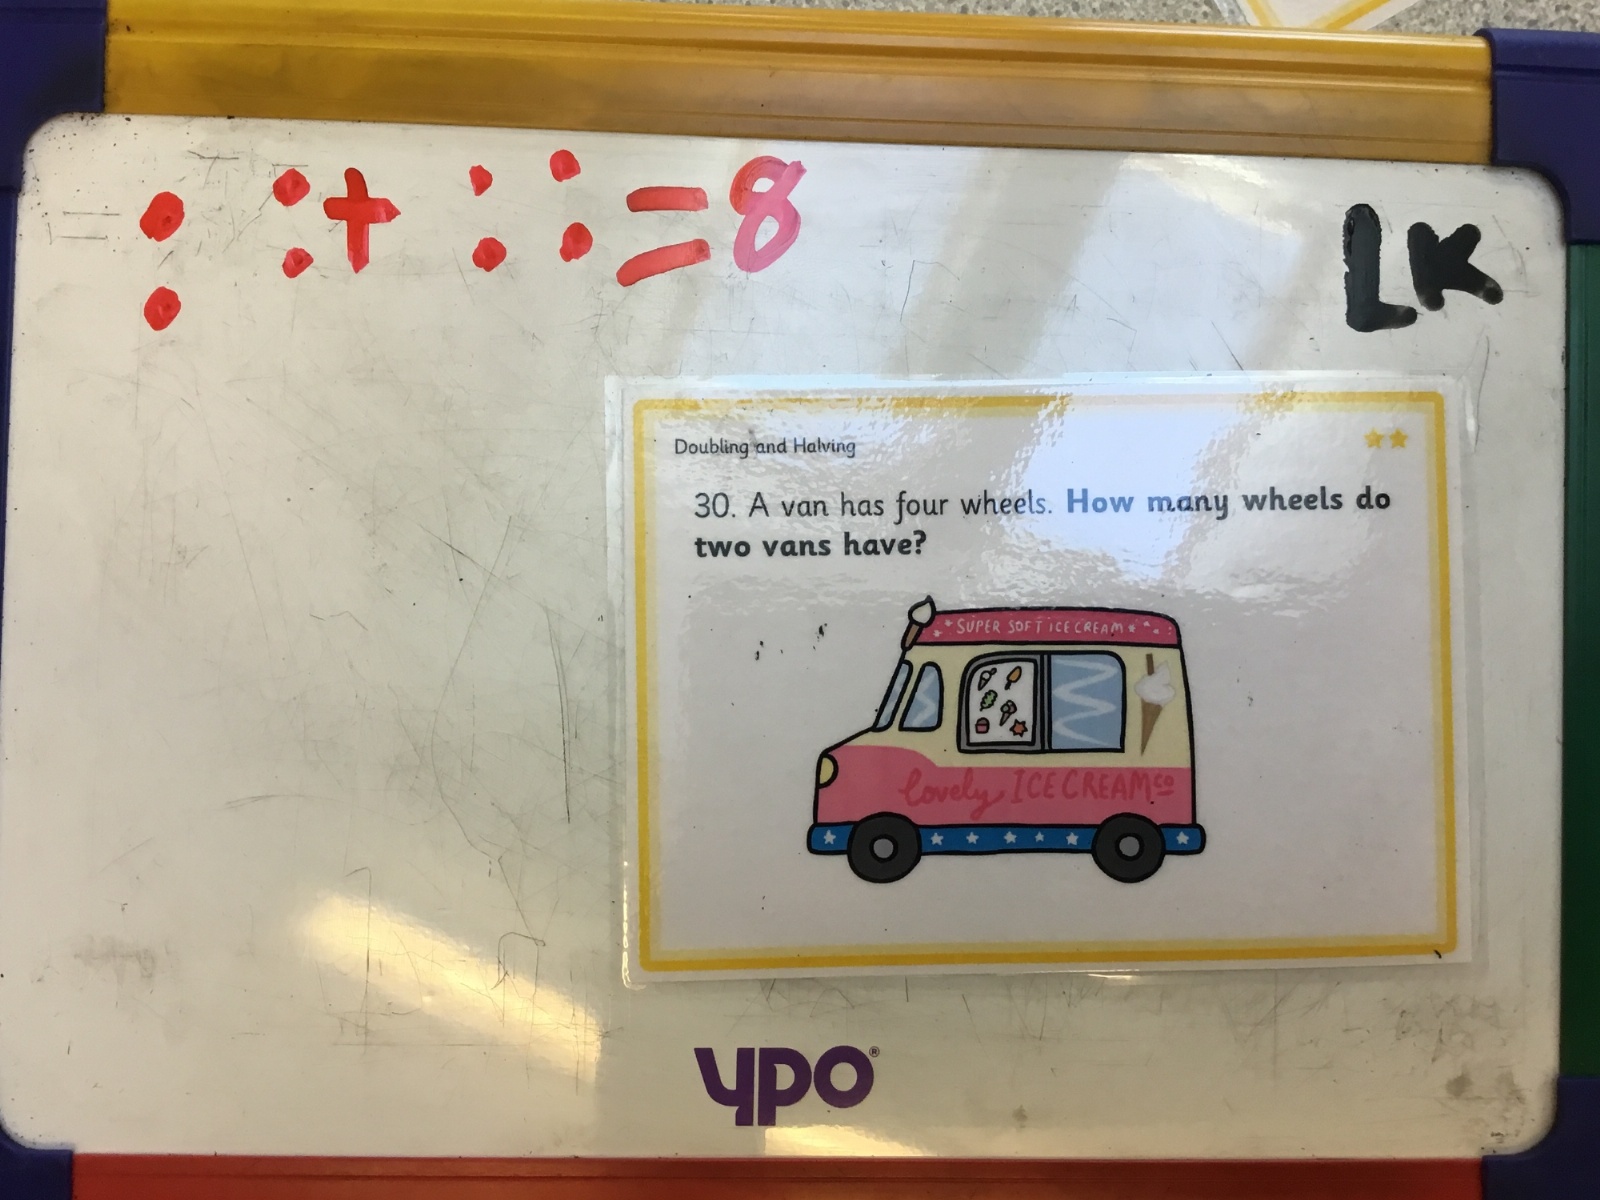 : : + : : = 8
LK
Doubling and Halving
30. A van has four wheels. How many wheels do
two vans have?
SUPER SOFT ICE CREAM
lovely ICE CREAM co
ypo®